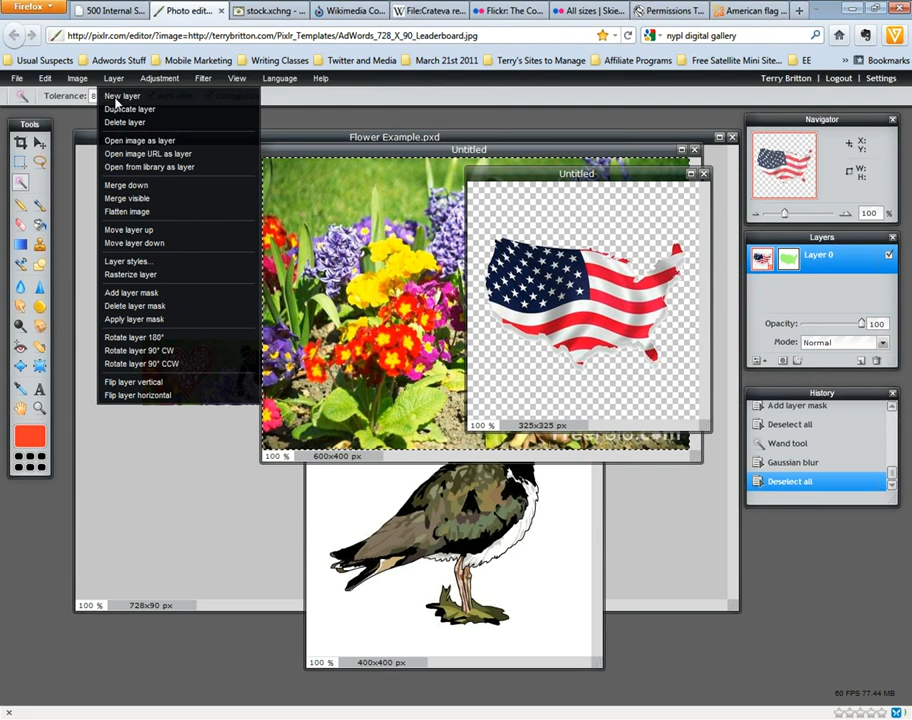 Firefox
500 Internal S...
Photo edit...
stock.xchng - ...
Wikimedia Co...
File:Crateva re...
Flickr: The Co...
All sizes | Skie...
Permissions T...
American flag ...
http://pixlr.com/editor/?image=http://terrybritton.com/Pixlr_Templates/AdWords_728_X_90_Leaderboard.jpg
nypl digital gallery
Usual Suspects
Adwords Stuff
Mobile Marketing
Writing Classes
Twitter and Media
March 21st 2011
Terry's Sites to Manage
Affiliate Programs
Free Satellite Mini Site...
EE
Bookmarks
File Edit Image Layer Adjustment Filter View Language Help
Terry Britton | Logout | Settings
Tolerance: 8
New layer
Duplicate layer
Delete layer
Open image as layer
Open image URL as layer
Open from library as layer
Merge down
Merge visible
Flatten image
Move layer up
Move layer down
Layer styles...
Rasterize layer
Add layer mask
Delete layer mask
Apply layer mask
Rotate layer 180°
Rotate layer 90° CW
Rotate layer 90° CCW
Flip layer vertical
Flip layer horizontal
Tools
Flower Example.pxd
Untitled
Untitled
100 % 325x325 px
100 % 600x400 px
100 % 728x90 px
100 % 400x400 px
Navigator
X:
Y:
W:
H:
100 %
Layers
Layer 0
Opacity: 100
Mode: Normal
History
Add layer mask
Deselect all
Wand tool
Gaussian blur
Deselect all
60 FPS 77.44 MB